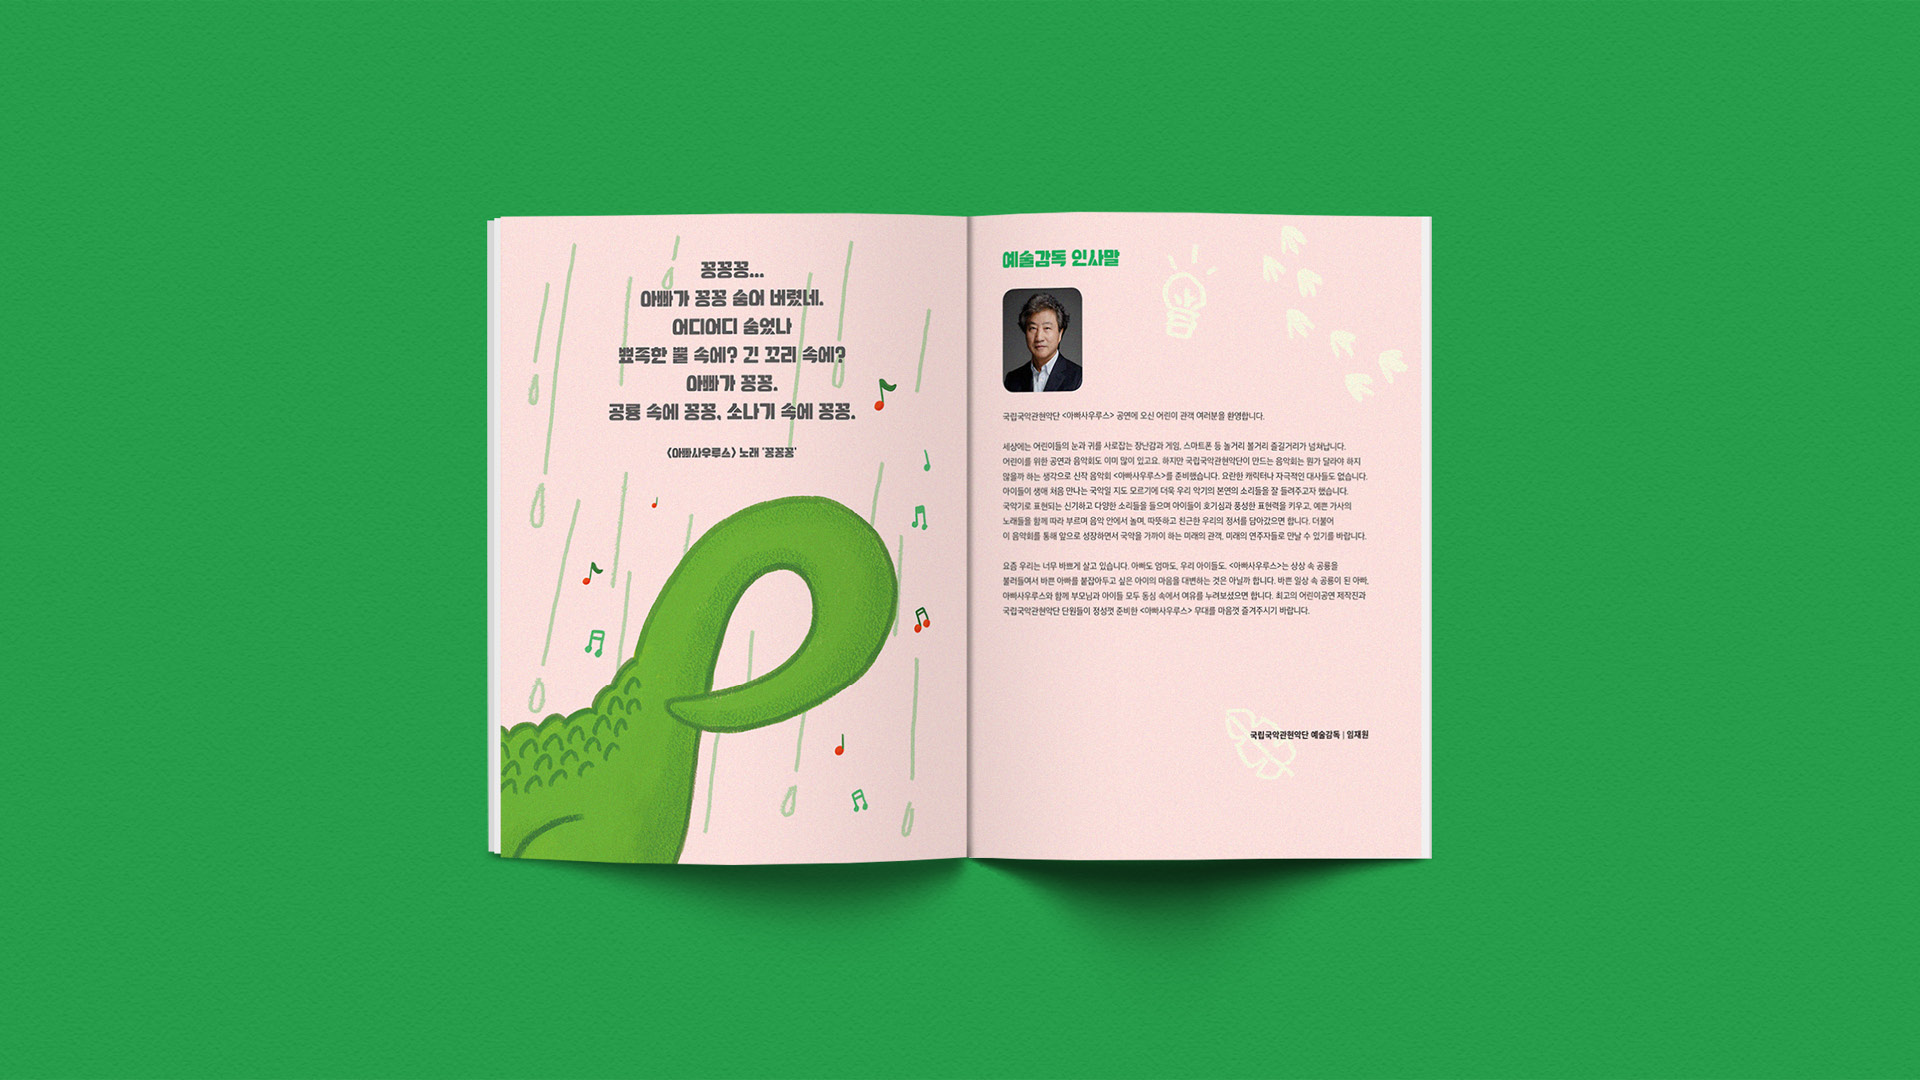 꽁꽁꽁...
아빠가 꽁꽁 숨어 버렸네.
어디어디 숨었나
뾰족한 뿔 속에? 긴 꼬리 속에?
아빠가 꽁꽁.
공룡 속에 꽁꽁, 소나기 속에 꽁꽁.
<아빠사우루스> 노래 '꽁꽁꽁'
예술감독 인사말
국립국악관현악단 <아빠사우루스> 공연에 오신 어린이 관객 여러분을 환영합니다.
세상에는 어린이들의 눈과 귀를 사로잡는 장난감과 게임, 스마트폰 등 놀거리 볼거리 즐길거리가 넘쳐납니다.
어린이를 위한 공연과 음악회도 이미 많이 있고요. 하지만 국립국악관현악단이 만드는 음악회는 뭔가 달라야 하지
않을까 하는 생각으로 신작 음악회 <아빠사우루스>를 준비했습니다. 요란한 캐릭터나 자극적인 대사들도 없습니다.
아이들이 생애 처음 만나는 국악일 지도 모르기에 더욱 우리 악기의 본연의 소리들을 잘 들려주고자 했습니다.
국악기로 표현되는 신기하고 다양한 소리들을 들으며 아이들이 호기심과 풍성한 표현력을 키우고, 예쁜 가사의
노래들을 함께 따라 부르며 음악 안에서 놀며, 따뜻하고 친근한 우리의 정서를 담아갔으면 합니다. 더불어
이 음악회를 통해 앞으로 성장하면서 국악을 가까이 하는 미래의 관객, 미래의 연주자들로 만날 수 있기를 바랍니다.
요즘 우리는 너무 바쁘게 살고 있습니다. 아빠도 엄마도, 우리 아이들도. <아빠사우루스>는 상상 속 공룡을
불러들여서 바쁜 아빠를 붙잡아두고 싶은 아이의 마음을 대변하는 것은 아닐까 합니다. 바쁜 일상 속 공룡이 된 아빠,
아빠사우루스와 함께 부모님과 아이들 모두 동심 속에서 여유를 누려보셨으면 합니다. 최고의 어린이공연 제작진과
국립국악관현악단 단원들이 정성껏 준비한 <아빠사우루스> 무대를 마음껏 즐겨주시기 바랍니다.
국립국악관현악단 예술감독 | 임재원